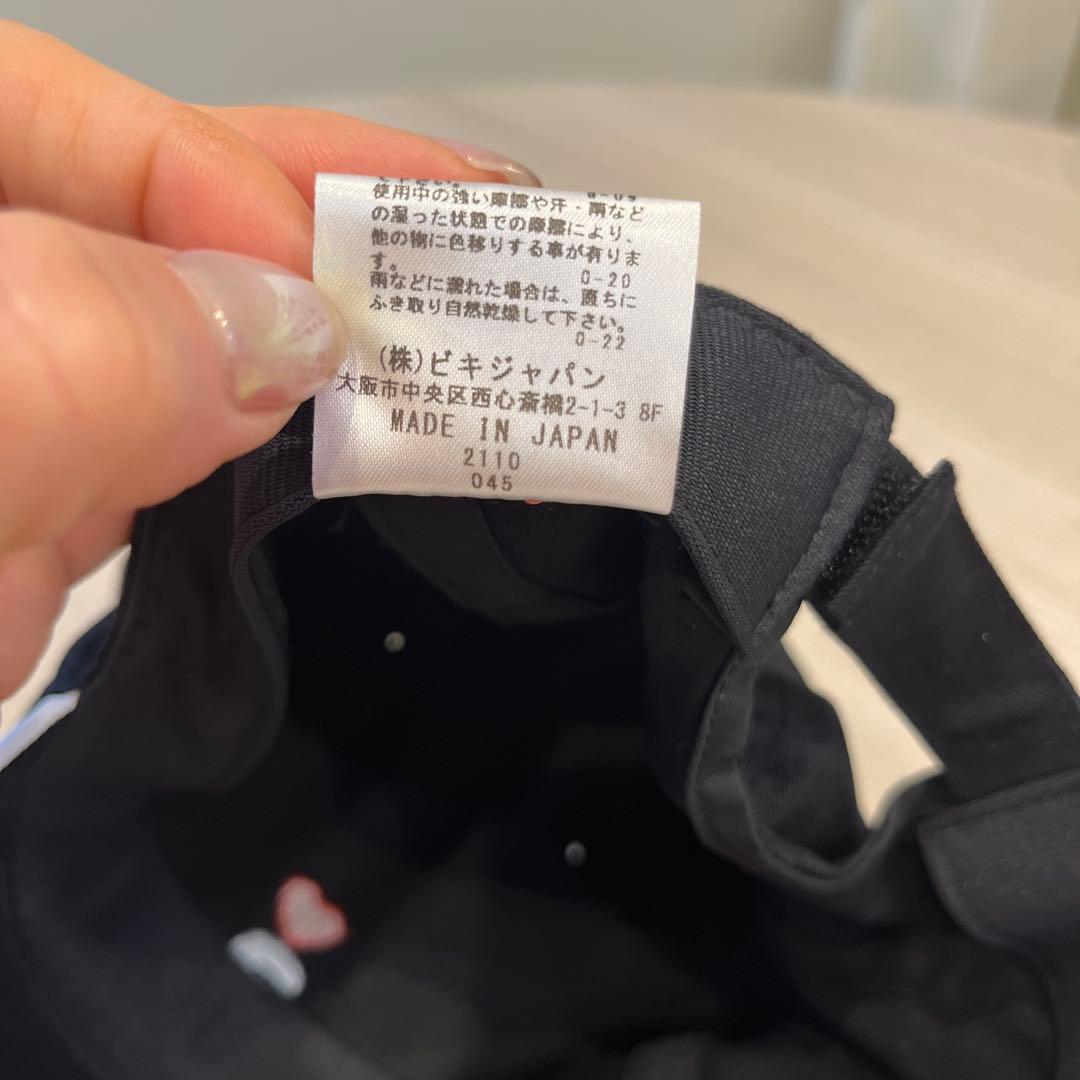 使用中の強い摩擦や汗・雨など
の湿った状態での摩擦により、
他の物に色移りする事が有りま
す。 0-20
雨などに濡れた場合は、直ちに
ふき取り自然乾燥して下さい。
0-22
(株)ビキジャパン
大阪市中央区西心斎橋2-1-3 8F
MADE IN JAPAN
2110
045